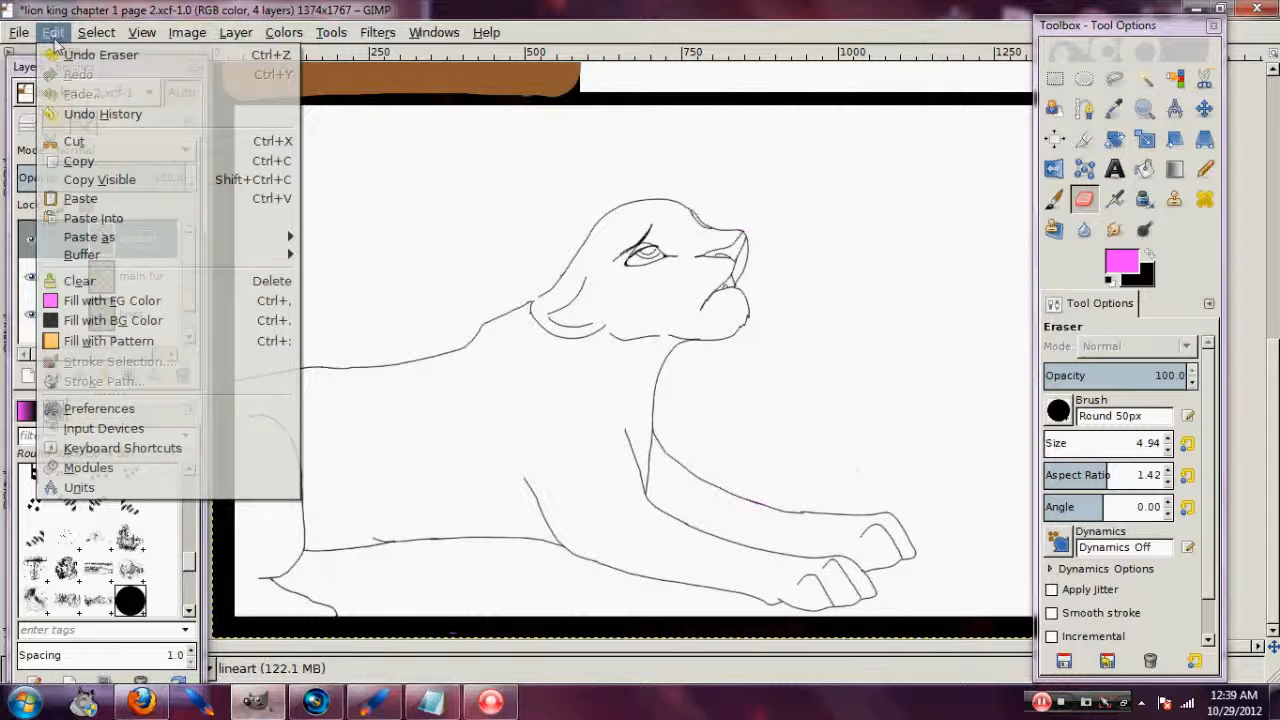 *lion king chapter 1 page 2.xcf-1.0 (RGB color, 4 layers) 1374x1767 – GIMP
File Edit Select View Image Layer Colors Tools Filters Windows Help
250 500 750 1000 1250
Undo Eraser Ctrl+Z
Redo Ctrl+Y
Fade...
Undo History
Cut Ctrl+X
Copy Ctrl+C
Copy Visible Shift+Ctrl+C
Paste Ctrl+V
Paste Into
Paste as
Buffer
Clear Delete
Fill with FG Color Ctrl+,
Fill with BG Color Ctrl+.
Fill with Pattern Ctrl+;
Stroke Selection...
Stroke Path...
Preferences
Input Devices
Keyboard Shortcuts
Modules
Units
main fur
enter tags
Spacing 1.0
lineart (122.1 MB)
Toolbox - Tool Options
Tool Options
Eraser
Mode: Normal
Opacity 100.0
Brush
Round 50px
Size 4.94
Aspect Ratio 1.42
Angle 0.00
Dynamics
Dynamics Off
Dynamics Options
Apply Jitter
Smooth stroke
Incremental
12:39 AM
10/29/2012